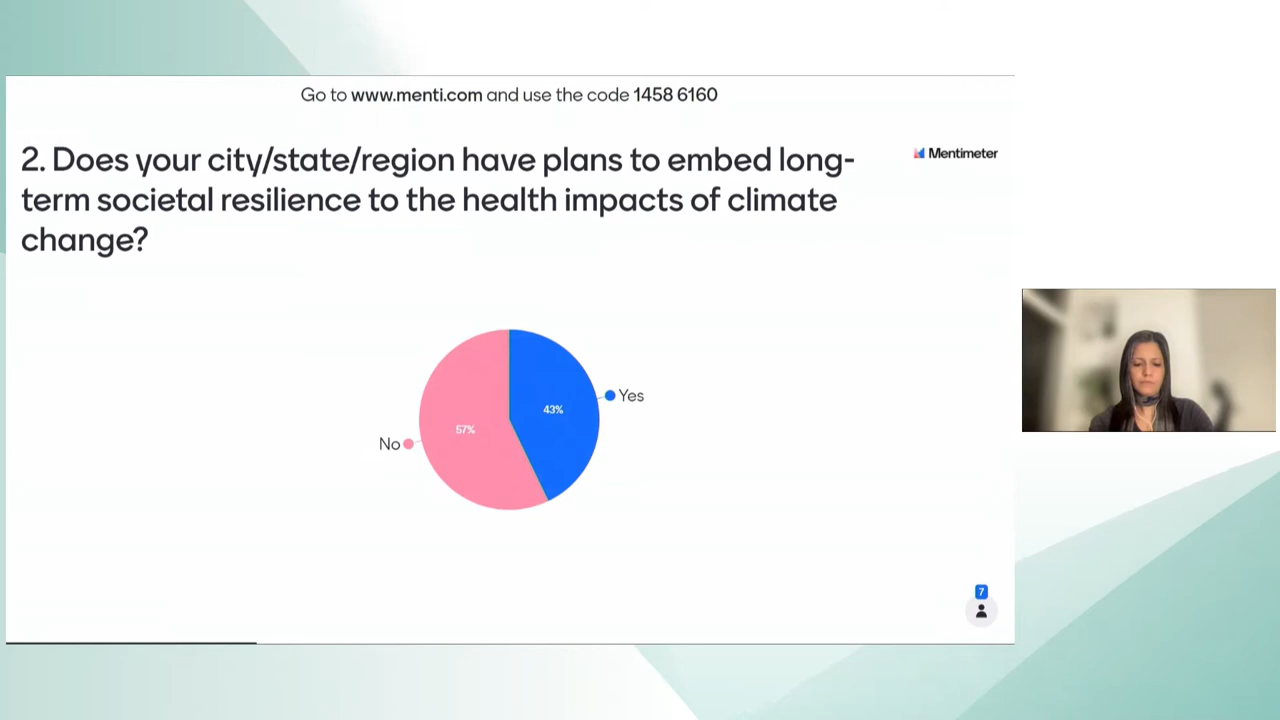 Go to www.menti.com and use the code 1458 6160
2. Does your city/state/region have plans to embed long-
term societal resilience to the health impacts of climate
change?
Mentimeter
Yes
43%
57%
No
7